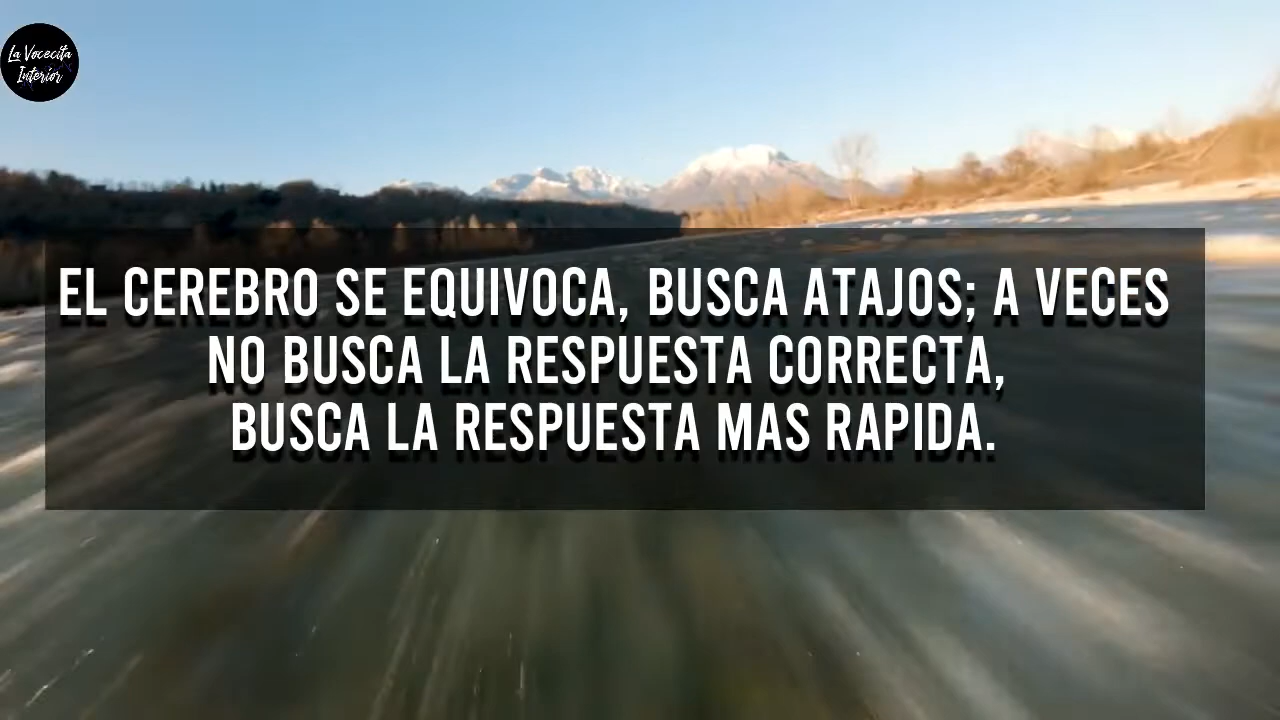 La Vocecita
Interior
EL CEREBRO SE EQUIVOCA, BUSCA ATAJOS; A VECES
NO BUSCA LA RESPUESTA CORRECTA,
BUSCA LA RESPUESTA MAS RAPIDA.